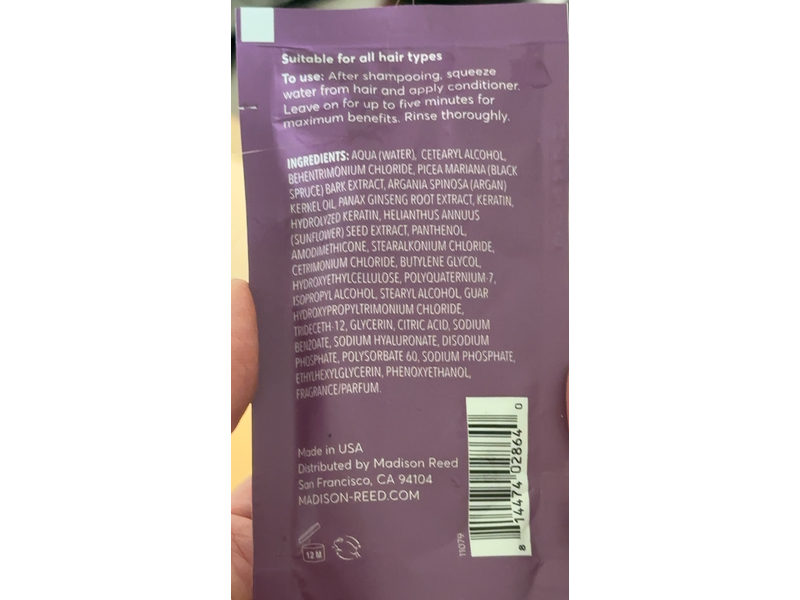 Suitable for all hair types
To use: After shampooing, squeeze
water from hair and apply conditioner.
Leave on for up to five minutes for
maximum benefits. Rinse thoroughly.
INGREDIENTS: AQUA (WATER), CETEARYL ALCOHOL,
BEHENTRIMONIUM CHLORIDE, PICEA MARIANA (BLACK
SPRUCE) BARK EXTRACT, ARGANIA SPINOSA (ARGAN)
KERNEL OIL, PANAX GINSENG ROOT EXTRACT, KERATIN,
HYDROLYZED KERATIN, HELIANTHUS ANNUUS
(SUNFLOWER) SEED EXTRACT, PANTHENOL,
AMODIMETHICONE, STEARALKONIUM CHLORIDE,
CETRIMONIUM CHLORIDE, BUTYLENE GLYCOL,
HYDROXYETHYLCELLULOSE, POLYQUATERNIUM-7,
ISOPROPYL ALCOHOL, STEARYL ALCOHOL, GUAR
HYDROXYPROPYLTRIMONIUM CHLORIDE,
TRIDECETH-12, GLYCERIN, CITRIC ACID, SODIUM
BENZOATE, SODIUM HYALURONATE, DISODIUM
PHOSPHATE, POLYSORBATE 60, SODIUM PHOSPHATE,
ETHYLHEXYLGLYCERIN, PHENOXYETHANOL,
FRAGRANCE/PARFUM.
Made in USA
Distributed by Madison Reed
San Francisco, CA 94104
MADISON-REED.COM
12 M
11079
8 14474 02864 0